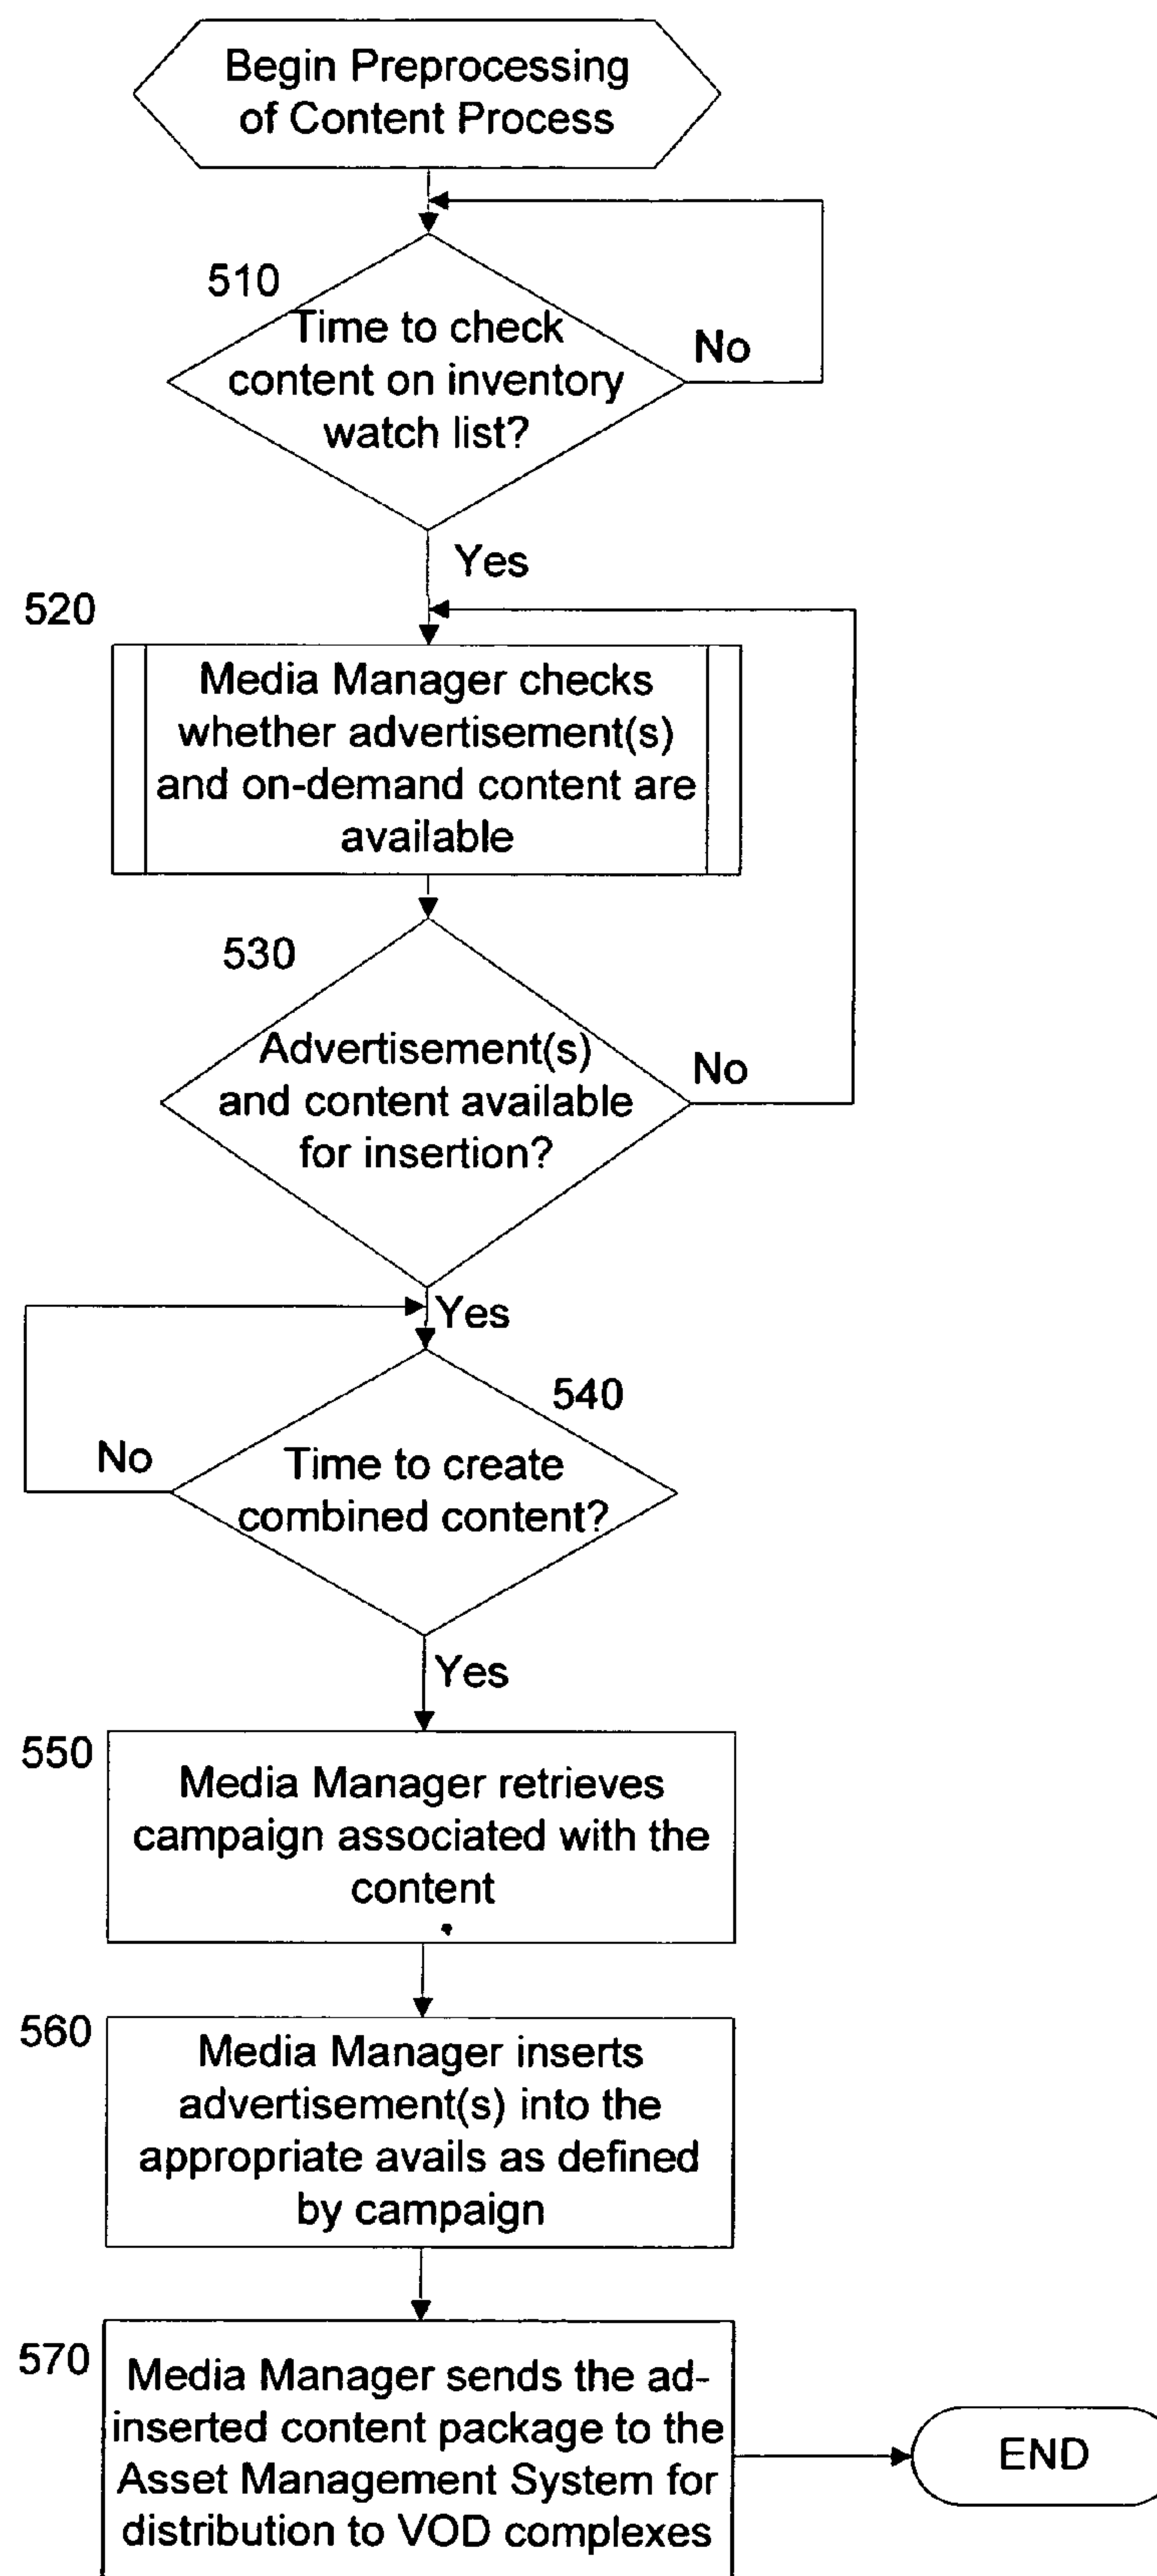 Begin Preprocessing
of Content Process
510
Time to check
content on inventory
watch list?
No
Yes
520
Media Manager checks
whether advertisement(s)
and on-demand content are
available
530
Advertisement(s)
and content available
for insertion?
No
Yes
540
Time to create
combined content?
No
Yes
550
Media Manager retrieves
campaign associated with the
content
560
Media Manager inserts
advertisement(s) into the
appropriate avails as defined
by campaign
570
Media Manager sends the ad-
inserted content package to the
Asset Management System for
distribution to VOD complexes
END